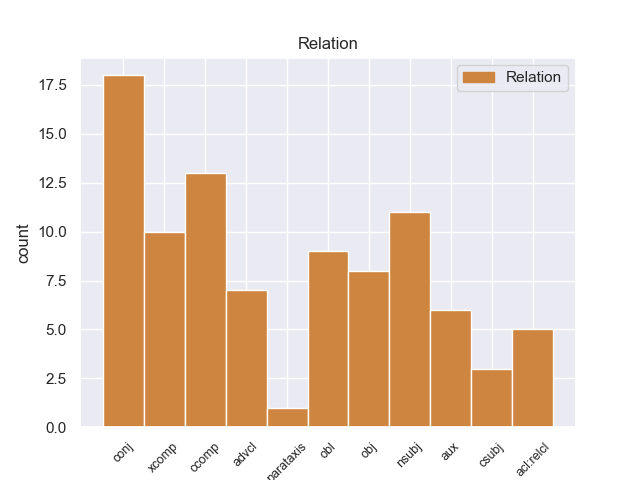 Relation
Relation
17.5
15.0
12.5
10.0
7.5
5.0
2.5
0.0
count
conj xcomp ccomp advcl parataxis obl obj nsubj aux csubj acl:relcl